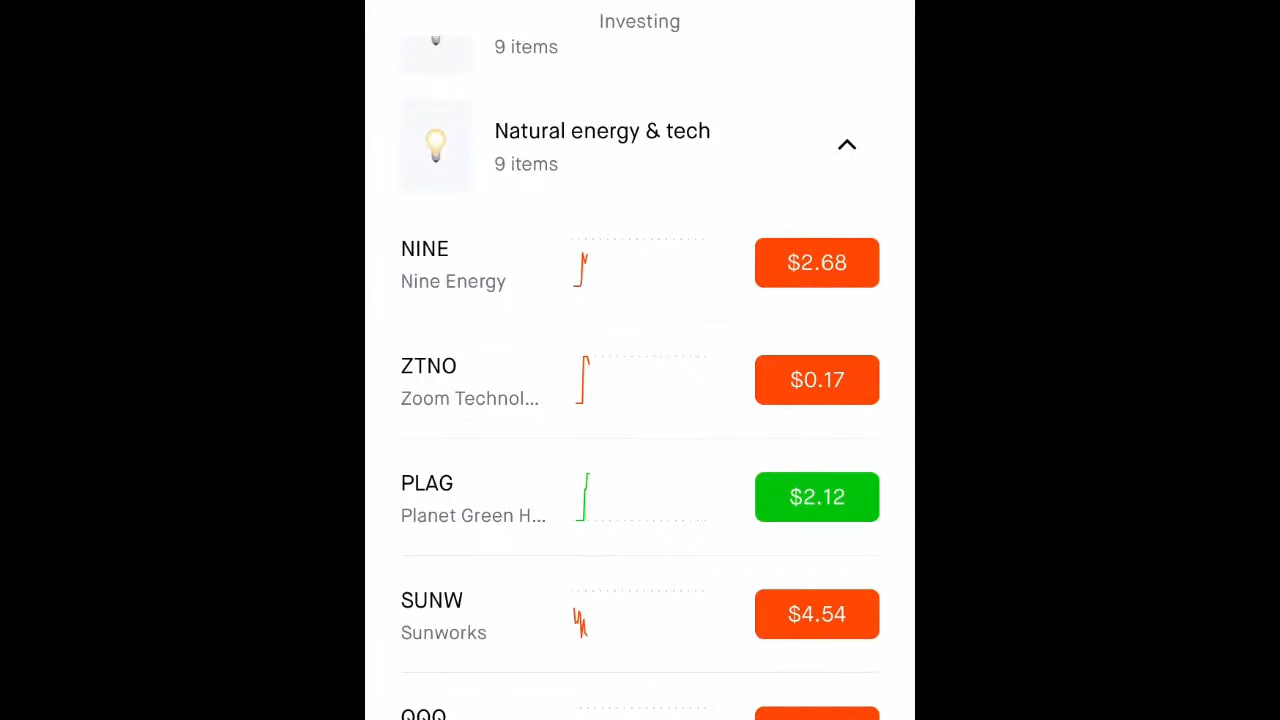 Investing
9 items
Natural energy & tech
9 items
NINE
Nine Energy
$2.68
ZTNO
Zoom Technol...
$0.17
PLAG
Planet Green H...
$2.12
SUNW
Sunworks
$4.54
QQQ